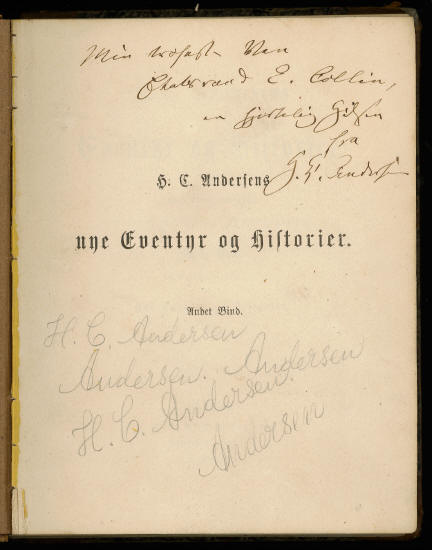 Min trofaste Ven
Etatsraad E. Collin,
en hjertelig Hilsen
fra
H. C. Andersen
H. C. Andersens
nye Eventyr og Historier.
Andet Bind.
H. C. Andersen
Andersen. Andersen
H. C. Andersen.
Andersen